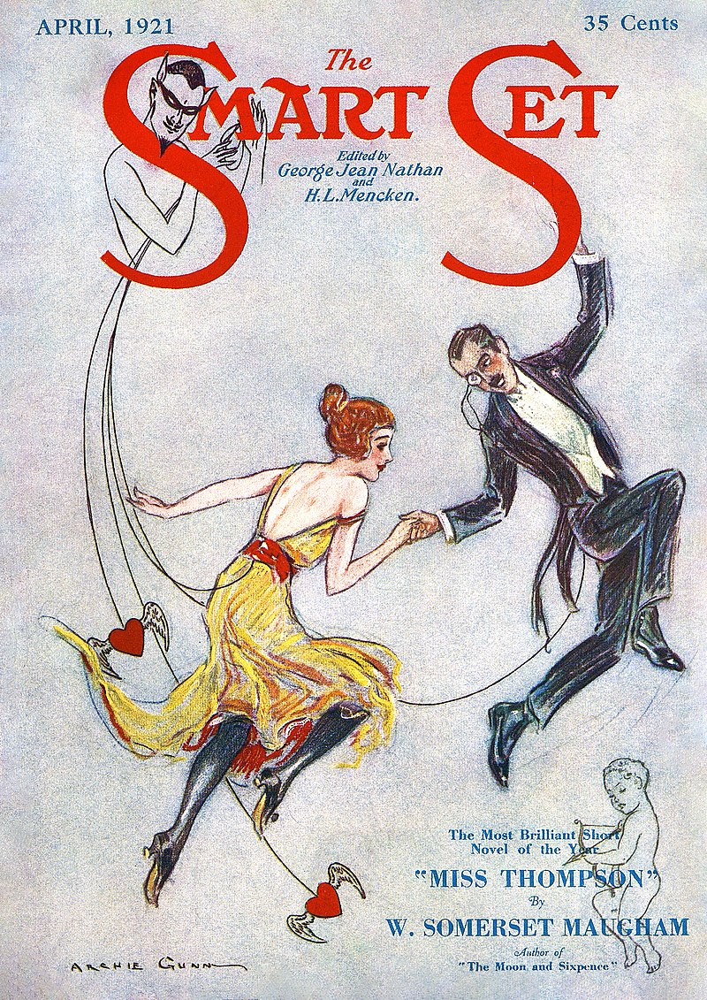 APRIL, 1921
35 Cents
The
SMART SET
Edited by
George Jean Nathan
and
H.L.Mencken.
The Most Brilliant Short
Novel of the Year
"MISS THOMPSON"
By
W. SOMERSET MAUGHAM
Author of
"The Moon and Sixpence"
ARCHIE GUNN